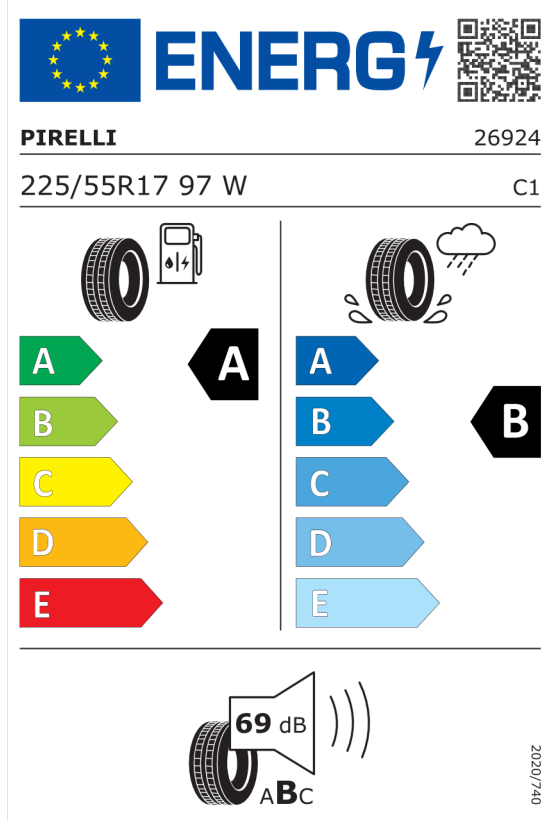 ENERG
PIRELLI 26924
225/55R17 97 W C1
A A
B
C
D
E
A
B B
C
D
E
69 dB
ABC
2020/740